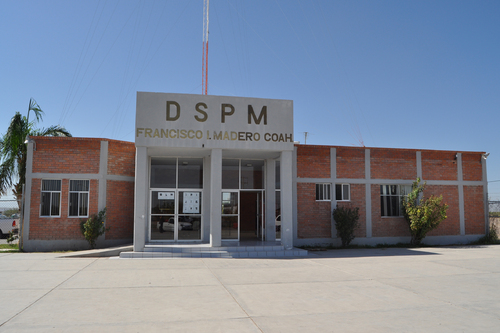 DSPM
FRANCISCO I. MADERO COAH